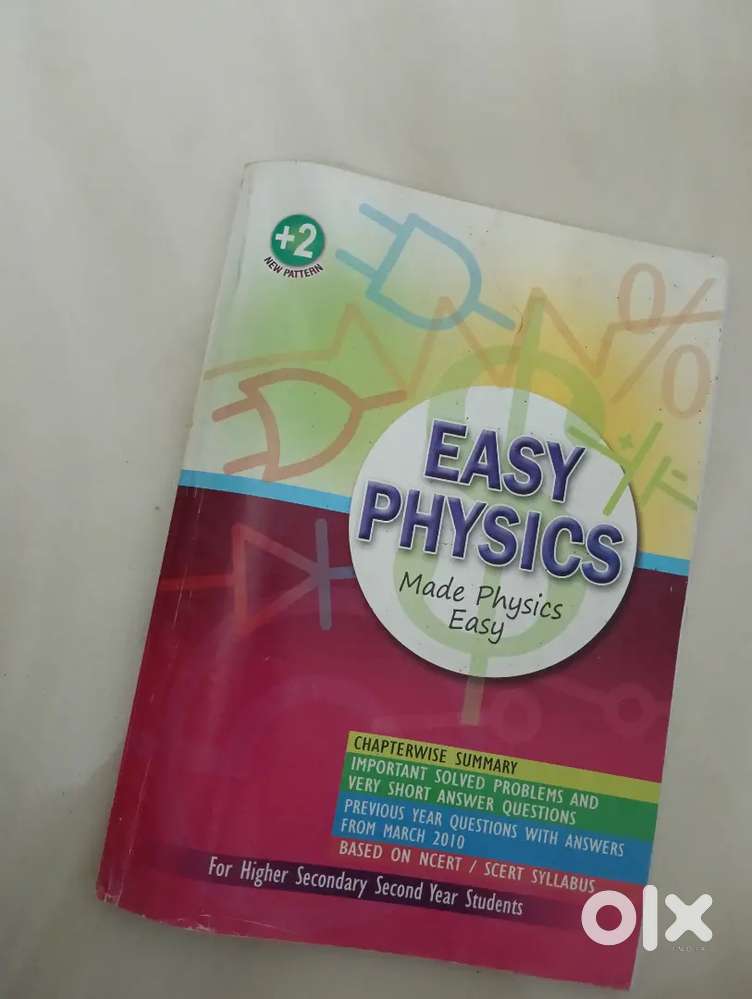 +2
NEW PATTERN
EASY
PHYSICS
Made Physics
Easy
CHAPTERWISE SUMMARY
IMPORTANT SOLVED PROBLEMS AND
VERY SHORT ANSWER QUESTIONS
PREVIOUS YEAR QUESTIONS WITH ANSWERS
FROM MARCH 2010
BASED ON NCERT / SCERT SYLLABUS
For Higher Secondary Second Year Students
olx